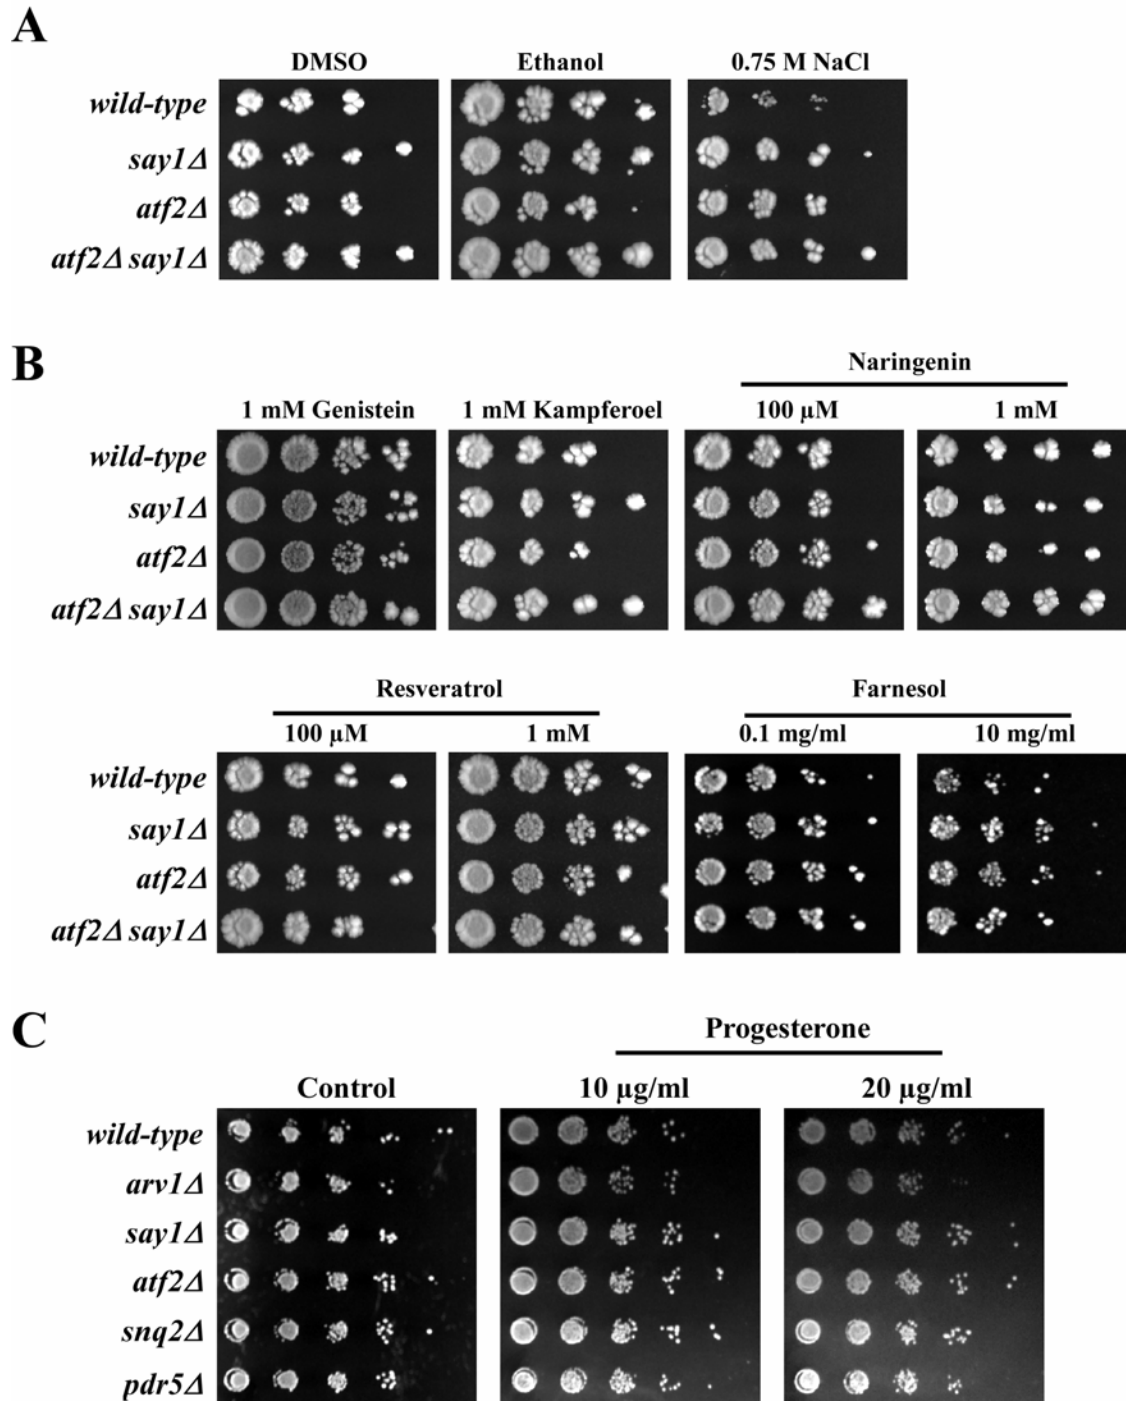 A
DMSO Ethanol 0.75 M NaCl
wild-type
say1Δ
atf2Δ
atf2Δ say1Δ
B
Naringenin
1 mM Genistein 1 mM Kampferoel 100 µM 1 mM
wild-type
say1Δ
atf2Δ
atf2Δ say1Δ
Resveratrol Farnesol
100 µM 1 mM 0.1 mg/ml 10 mg/ml
wild-type
say1Δ
atf2Δ
atf2Δ say1Δ
C
Progesterone
Control 10 µg/ml 20 µg/ml
wild-type
arv1Δ
say1Δ
atf2Δ
snq2Δ
pdr5Δ